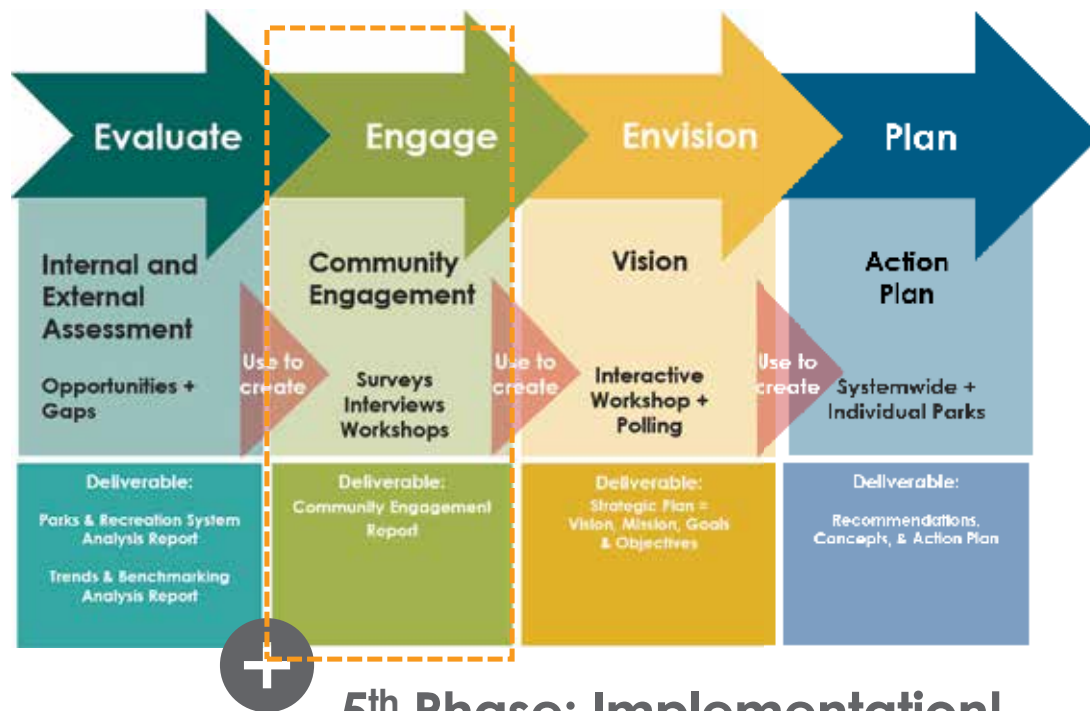 Evaluate
Engage
Envision
Plan
Internal and
External
Assessment
Opportunities +
Gaps
Use to
create
Community
Engagement
Surveys
Interviews
Workshops
Use to
create
Vision
Interactive
Workshop +
Polling
Use to
create
Action
Plan
Systemwide +
Individual Parks
Deliverable:
Parks & Recreation System
Analysis Report
Trends & Benchmarking
Analysis Report
Deliverable:
Community Engagement
Report
Deliverable:
Strategic Plan =
Vision, Mission, Goals
& Objectives
Deliverable:
Recommendations,
Concepts, & Action Plan
+
5th Phase: Implementation!